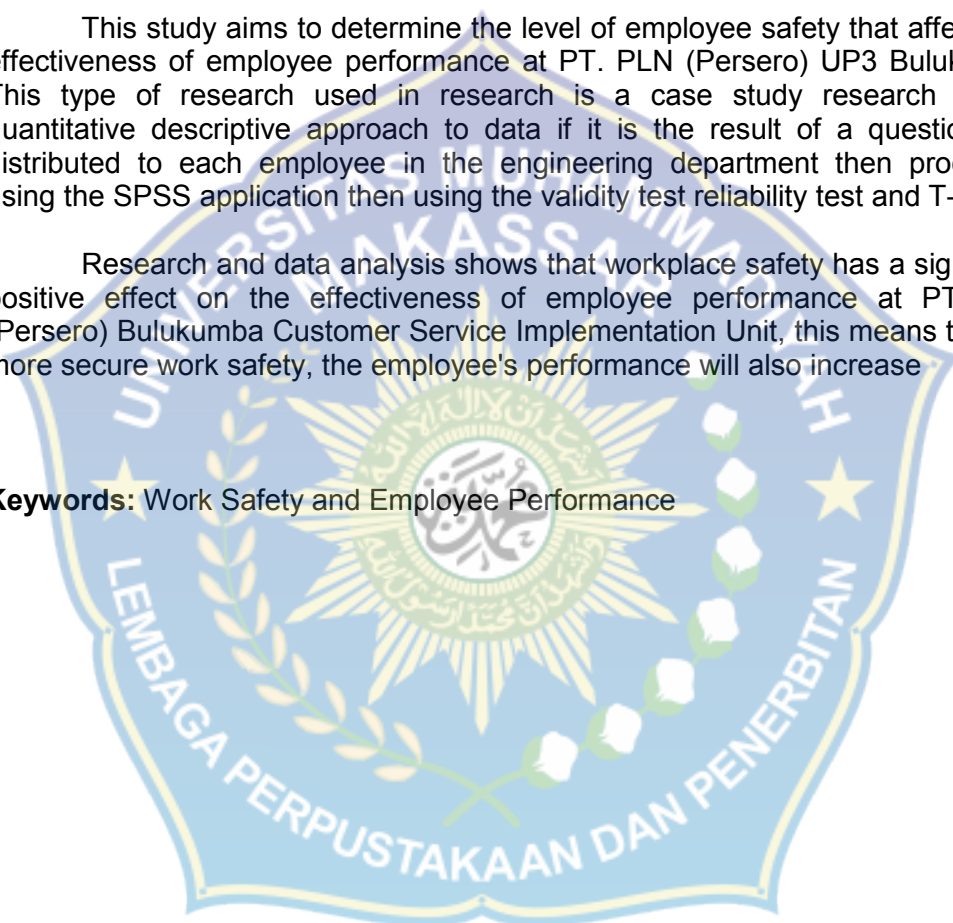 This study aims to determine the level of employee safety that affe
effectiveness of employee performance at PT. PLN (Persero) UP3 Buluk
This type of research used in research is a case study research
uantitative descriptive approach to data if it is the result of a questio
istributed to each employee in the engineering department then proc
sing the SPSS application then using the validity test reliability test and T-
Research and data analysis shows that workplace safety has a sig
ositive effect on the effectiveness of employee performance at PT
(Persero) Bulukumba Customer Service Implementation Unit, this means t
more secure work safety, the employee's performance will also increase
Keywords: Work Safety and Employee Performance
UNIVERSITAS MUHAMMADIYAH
MAKASSAR
LEMBAGA PERPUSTAKAAN DAN PENERBITAN